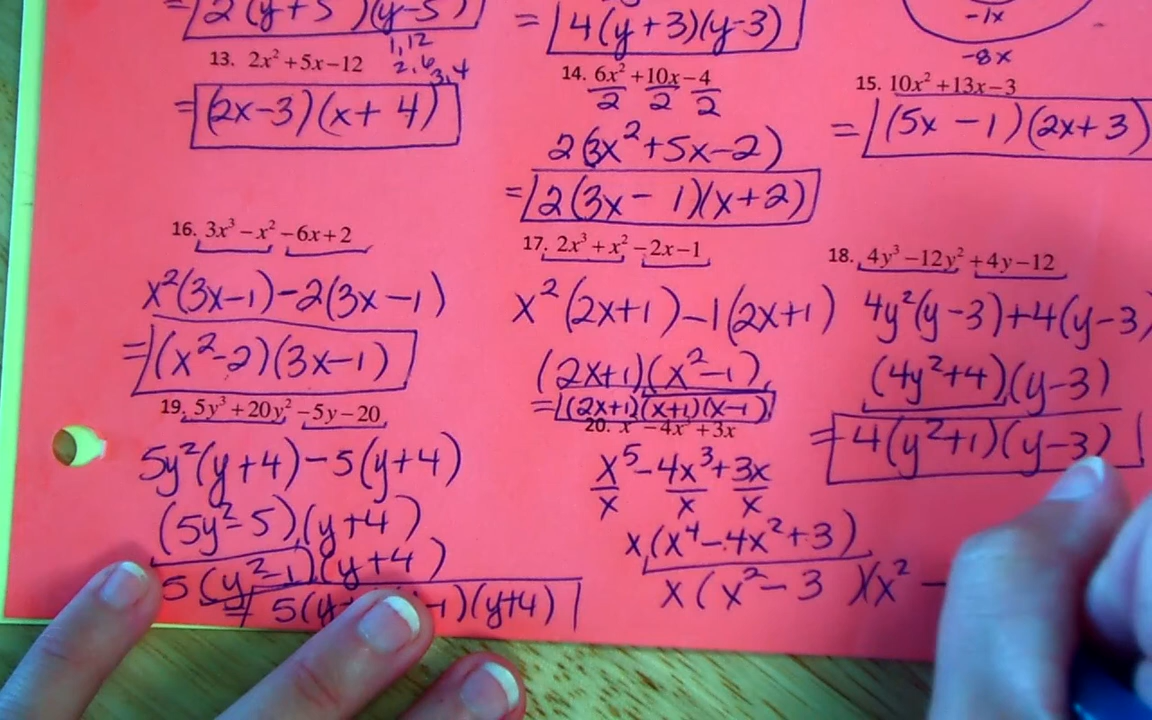 = 2(y+5)(y-5)
= 4(y+3)(y-3)
-1x
-8x
13. 2x² + 5x – 12
1,12
2,6
3,4
= (2x-3)(x+4)
14. 6x² + 10x – 4
2 2 2
2(3x²+5x-2)
= 2(3x-1)(x+2)
15. 10x² + 13x – 3
= (5x-1)(2x+3)
16. 3x³ – x² – 6x + 2
x²(3x-1)-2(3x-1)
= (x²-2)(3x-1)
17. 2x³ + x² – 2x – 1
x²(2x+1)-1(2x+1)
(2x+1)(x²-1)
= (2x+1)(x+1)(x-1)
18. 4y³ – 12y² + 4y – 12
4y²(y-3)+4(y-3)
(4y²+4)(y-3)
= 4(y²+1)(y-3)
19. 5y³ + 20y² – 5y – 20
5y²(y+4)-5(y+4)
(5y²-5)(y+4)
5(y²-1)(y+4)
= 5(y -1)(y+4)
20. x – 4x³ + 3x
x⁵-4x³+3x
x x x
x(x⁴-4x²+3)
x(x²-3)(x²-